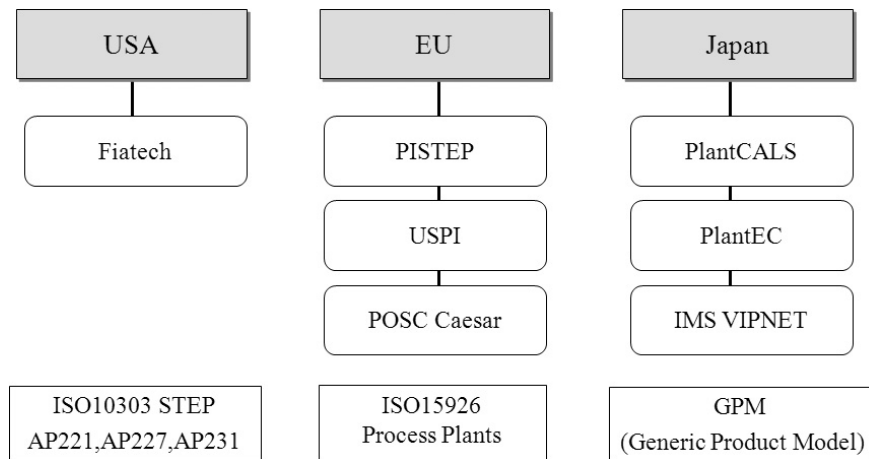 USA
EU
Japan
Fiatech
PISTEP
PlantCALS
USPI
PlantEC
POSC Caesar
IMS VIPNET
ISO10303 STEP
AP221,AP227,AP231
ISO15926
Process Plants
GPM
(Generic Product Model)